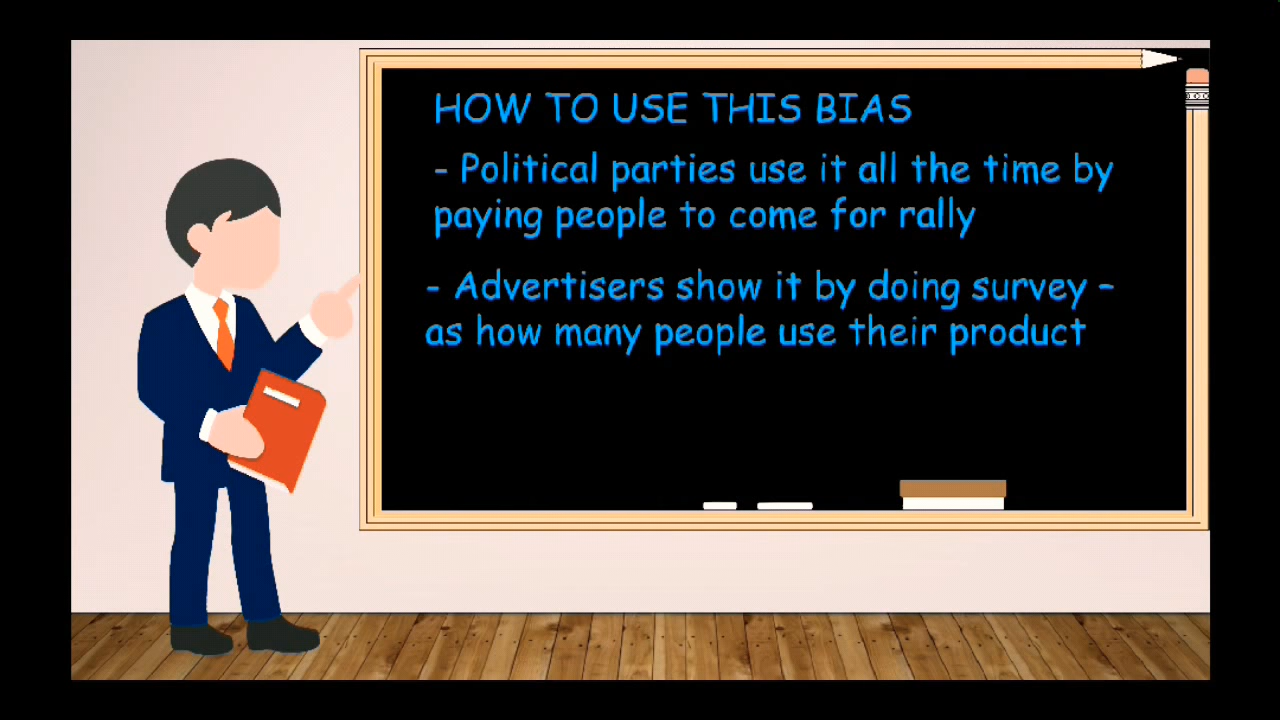 HOW TO USE THIS BIAS
- Political parties use it all the time by
paying people to come for rally
- Advertisers show it by doing survey –
as how many people use their product